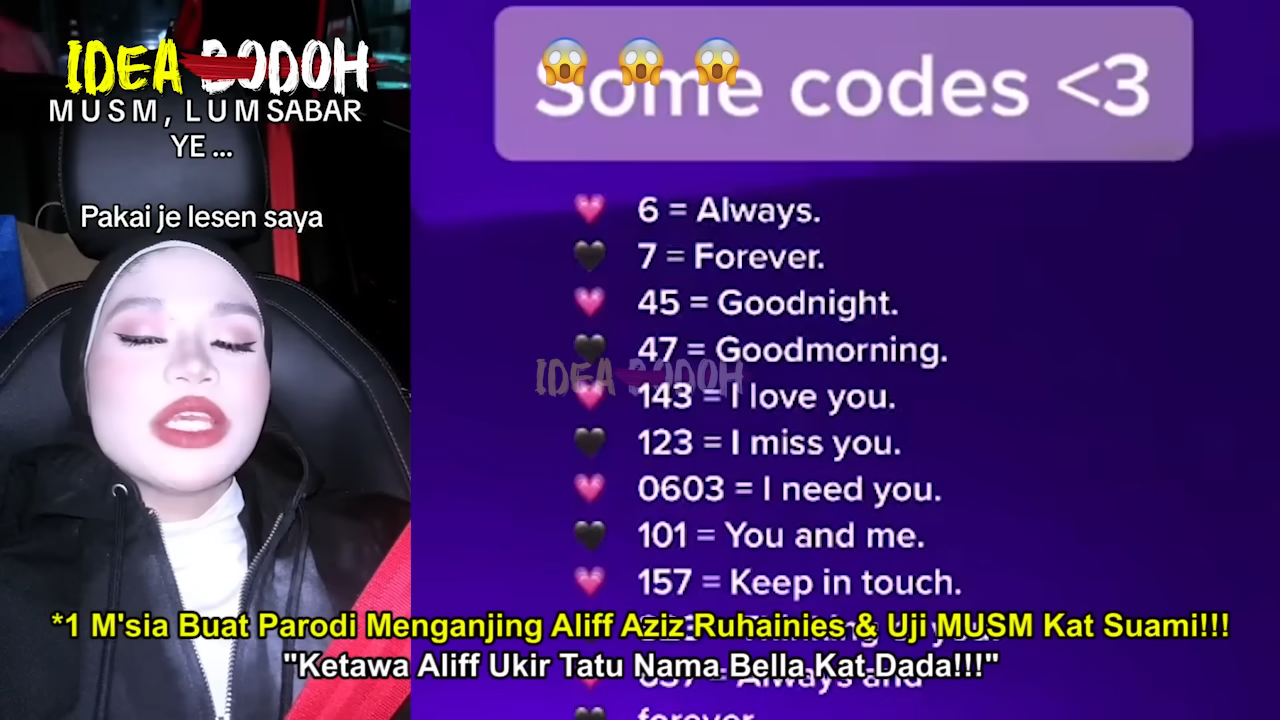 IDEA BODOH
MUSM, LUM SABAR
YE ...
Pakai je lesen saya
Some codes <3
6 = Always.
7 = Forever.
45 = Goodnight.
47 = Goodmorning.
IDEA BODOH
143 = I love you.
123 = I miss you.
0603 = I need you.
101 = You and me.
157 = Keep in touch.
*1 M'sia Buat Parodi Menganjing Aliff Aziz Ruhainies & Uji MUSM Kat Suami!!!
"Ketawa Aliff Ukir Tatu Nama Bella Kat Dada!!!"
= Always and
forever.